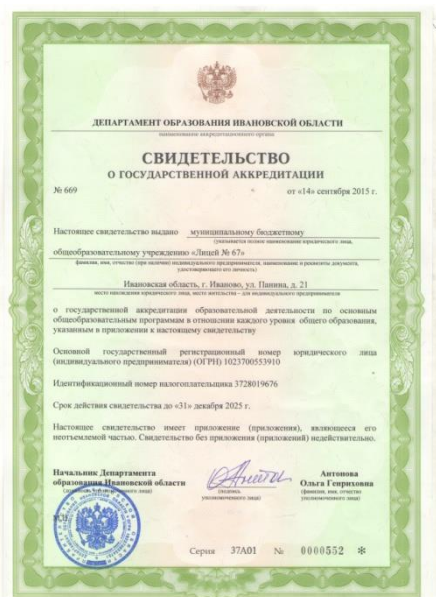 ДЕПАРТАМЕНТ ОБРАЗОВАНИЯ ИВАНОВСКОЙ ОБЛАСТИ
наименование аккредитационного органа
СВИДЕТЕЛЬСТВО
О ГОСУДАРСТВЕННОЙ АККРЕДИТАЦИИ
№ 669 от «14» сентября 2015 г.
Настоящее свидетельство выдано муниципальному бюджетному
(указывается полное наименование юридического лица,
общеобразовательному учреждению «Лицей № 67»
фамилия, имя, отчество (при наличии) индивидуального предпринимателя, наименование и реквизиты документа,
удостоверяющего его личность)
Ивановская область, г. Иваново, ул. Панина, д. 21
место нахождения юридического лица, место жительства - для индивидуального предпринимателя
о государственной аккредитации образовательной деятельности по основным
общеобразовательным программам в отношении каждого уровня общего образования,
указанным в приложении к настоящему свидетельству
Основной государственный регистрационный номер юридического лица
(индивидуального предпринимателя) (ОГРН) 1023700553910
Идентификационный номер налогоплательщика 3728019676
Срок действия свидетельства до «31» декабря 2025 г.
Настоящее свидетельство имеет приложение (приложения), являющееся его
неотъемлемой частью. Свидетельство без приложения (приложений) недействительно.
Начальник Департамента Антонова
образования Ивановской области Ольга Генриховна
(подпись (фамилия, имя, отчество
уполномоченного лица) уполномоченного лица) уполномоченного лица)
Серия 37А01 № 0000552 *